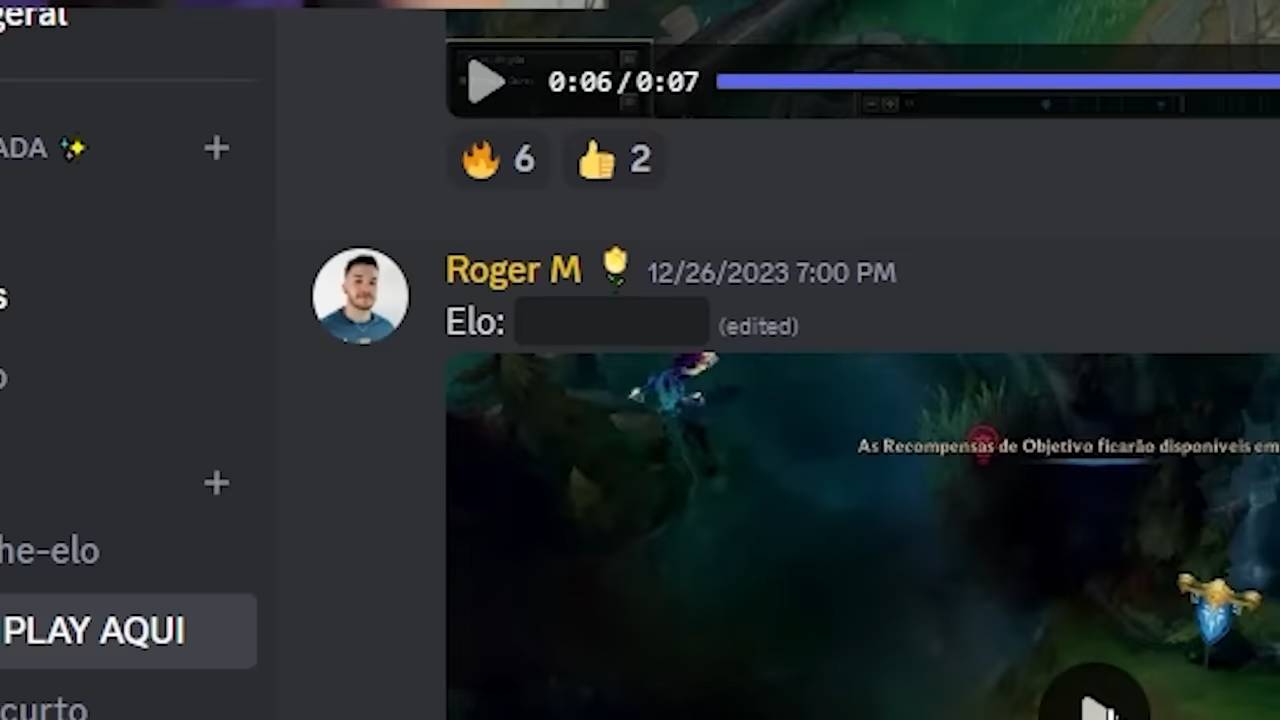 geral
0:06/0:07
ADA ✨ +
🔥 6 👍 2
Roger M 🌷 12/26/2023 7:00 PM
s
Elo: (edited)
o
As Recompensas de Objetivo ficarão disponíveis em
+
he-elo
PLAY AQUI
curto